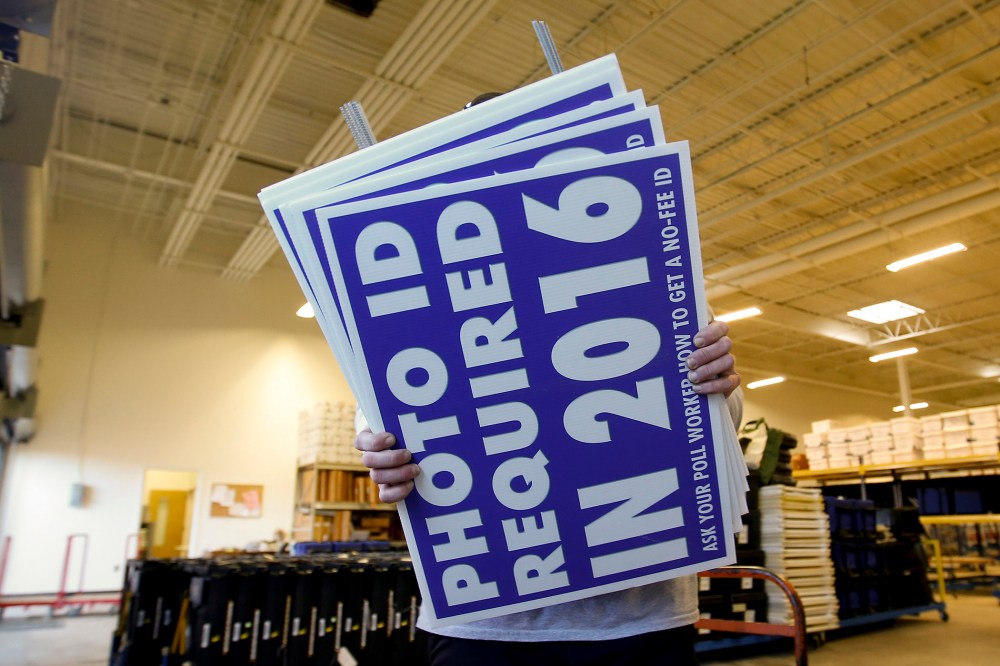 PHOTO ID
REQUIRED
IN 2016
ASK YOUR POLL WORKER HOW TO GET A NO-FEE ID
D